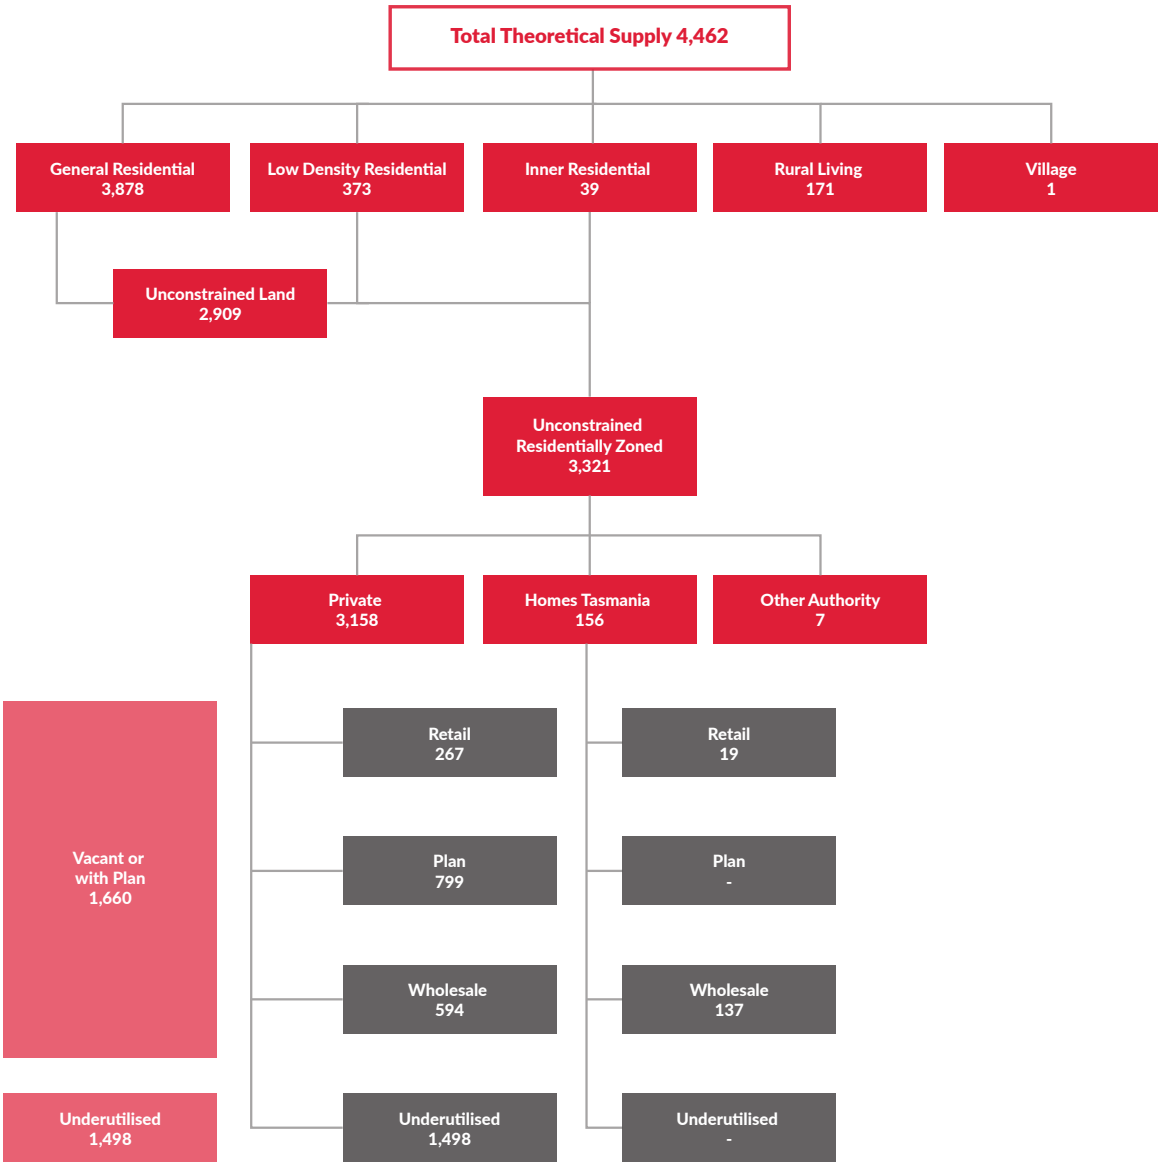 Total Theoretical Supply 4,462
General Residential
3,878
Low Density Residential
373
Inner Residential
39
Rural Living
171
Village
1
Unconstrained Land
2,909
Unconstrained
Residentially Zoned
3,321
Private
3,158
Homes Tasmania
156
Other Authority
7
Vacant or
with Plan
1,660
Retail
267
Retail
19
Plan
799
Plan
-
Wholesale
594
Wholesale
137
Underutilised
1,498
Underutilised
1,498
Underutilised
-